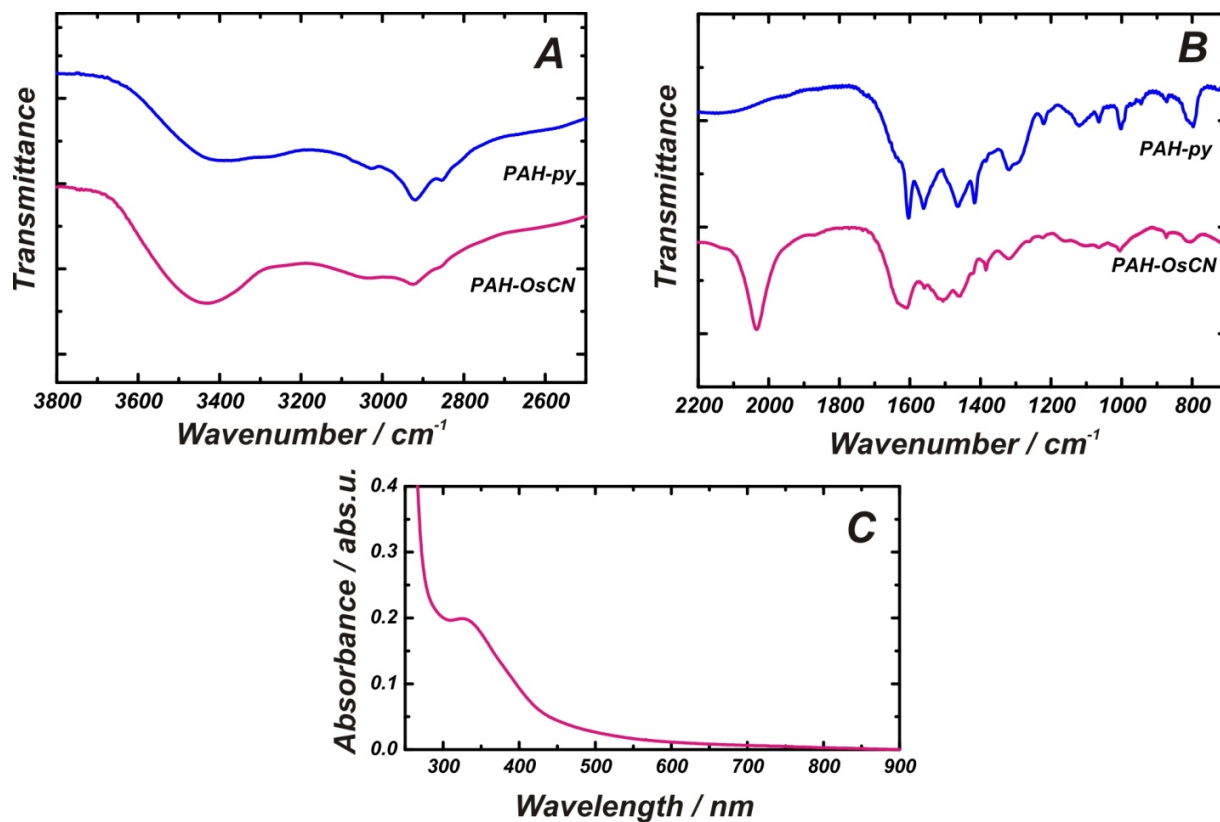 A
Transmittance
PAH-py
PAH-OsCN
3800 3600 3400 3200 3000 2800 2600
Wavenumber / cm⁻¹
B
Transmittance
PAH-py
PAH-OsCN
2200 2000 1800 1600 1400 1200 1000 800
Wavenumber / cm⁻¹
C
Absorbance / abs.u.
0.4
0.3
0.2
0.1
0.0
300 400 500 600 700 800 900
Wavelength / nm